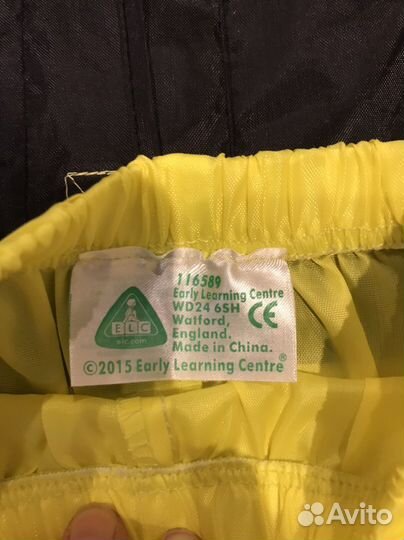 116589
Early Learning Centre
WD24 6SH
Watford,
England.
Made in China.
CE
ELC
elc.com
©2015 Early Learning Centre®
Avito